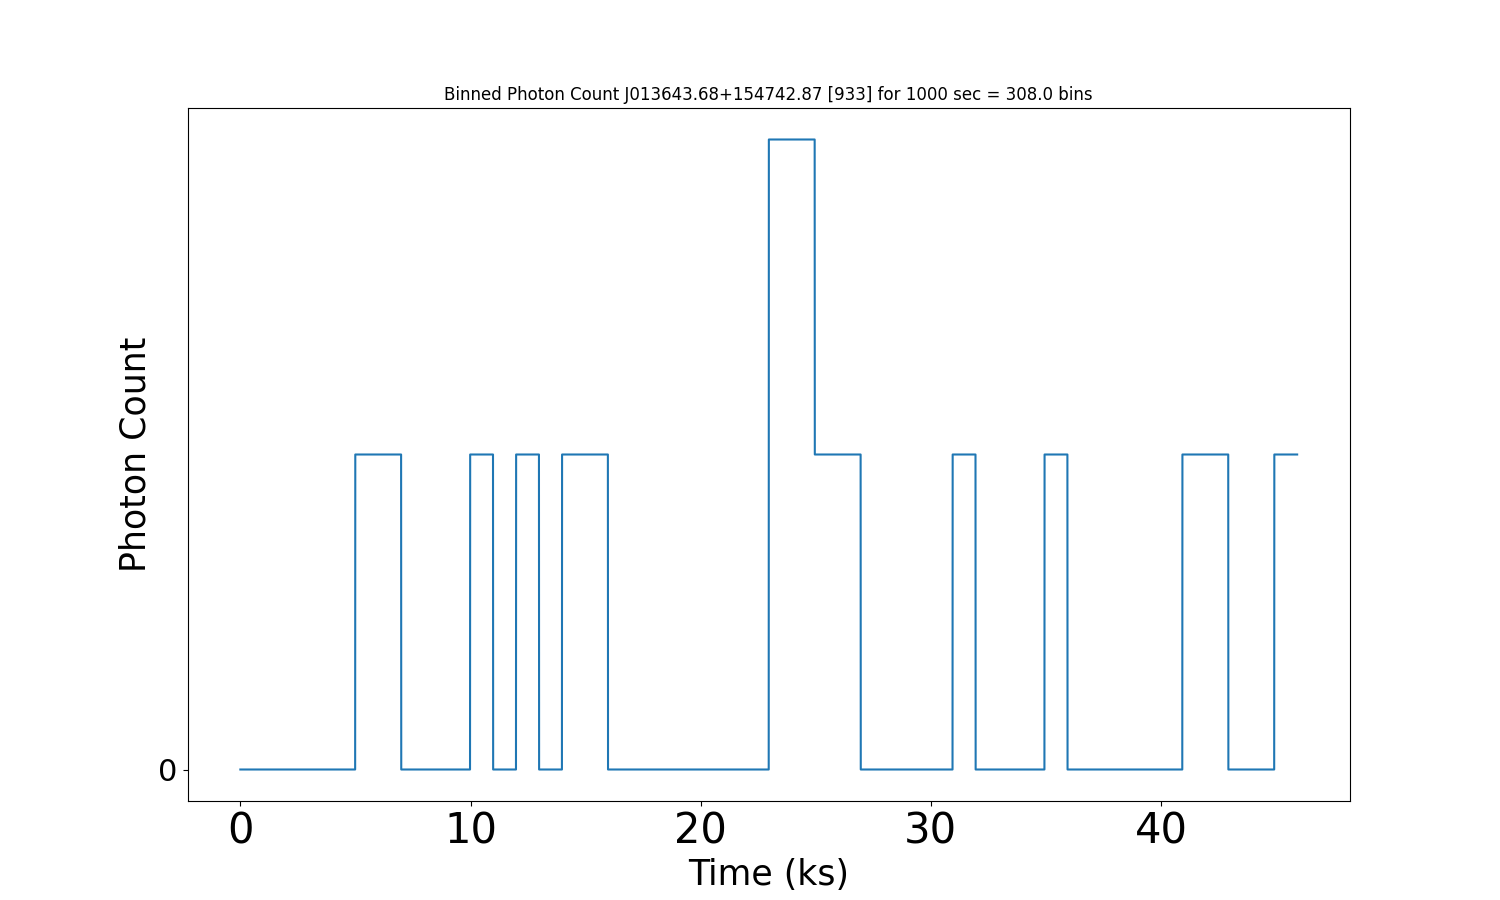 Binned Photon Count J013643.68+154742.87 [933] for 1000 sec = 308.0 bins
Photon Count
0
0 10 20 30 40
Time (ks)